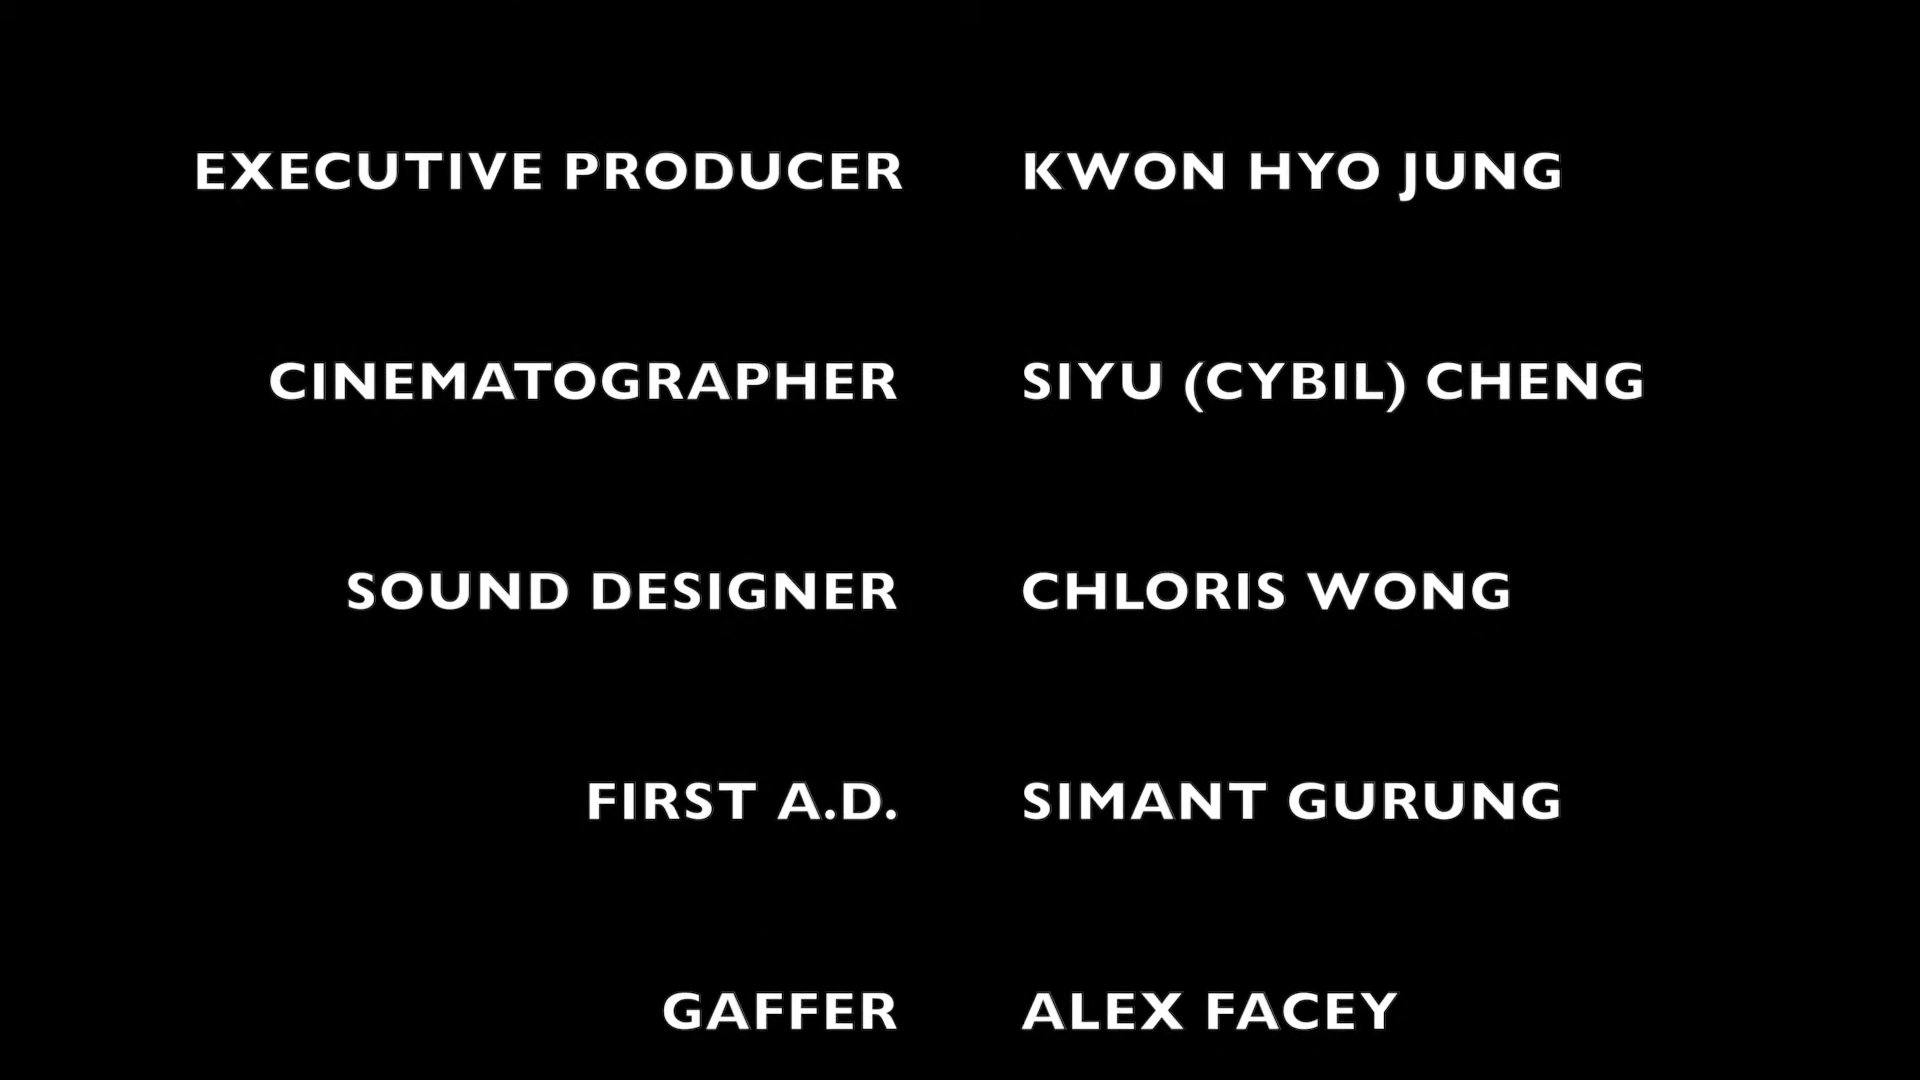 EXECUTIVE PRODUCER KWON HYO JUNG
CINEMATOGRAPHER SIYU (CYBIL) CHENG
SOUND DESIGNER CHLORIS WONG
FIRST A.D. SIMANT GURUNG
GAFFER ALEX FACEY